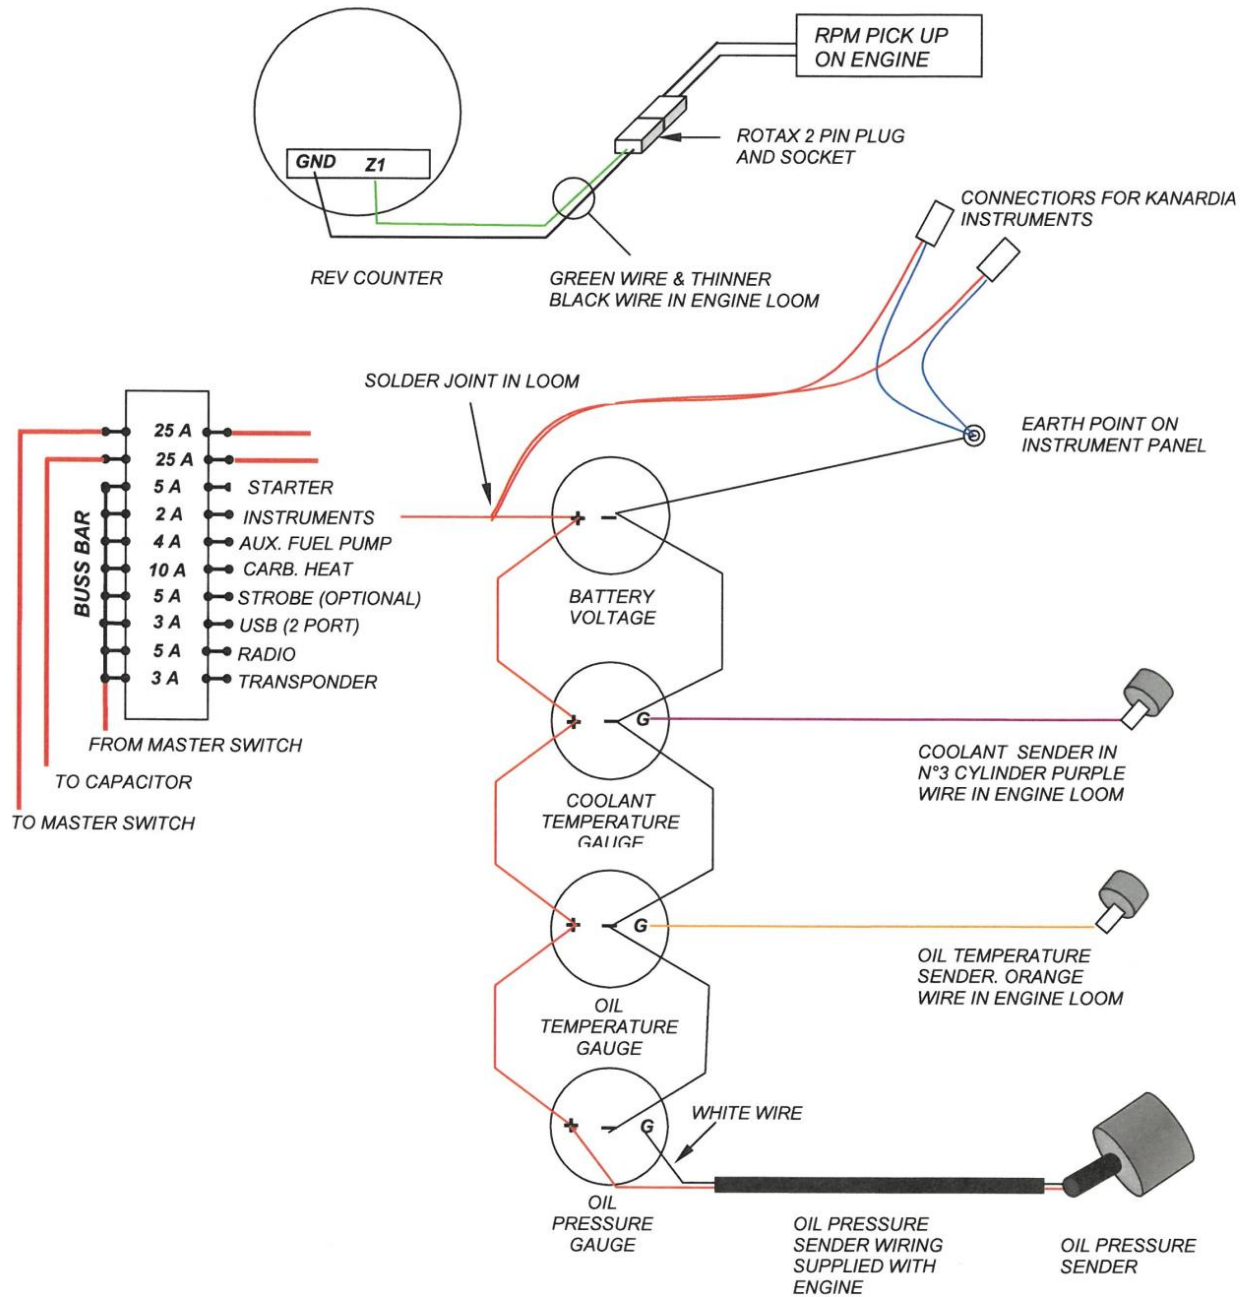 RPM PICK UP
ON ENGINE
ROTAX 2 PIN PLUG
AND SOCKET
GND Z1
CONNECTIORS FOR KANARDIA
INSTRUMENTS
REV COUNTER
GREEN WIRE & THINNER
BLACK WIRE IN ENGINE LOOM
SOLDER JOINT IN LOOM
EARTH POINT ON
INSTRUMENT PANEL
25 A
25 A
5 A STARTER
2 A INSTRUMENTS
4 A AUX. FUEL PUMP
10 A CARB. HEAT
5 A STROBE (OPTIONAL)
3 A USB (2 PORT)
5 A RADIO
3 A TRANSPONDER
BUSS BAR
FROM MASTER SWITCH
TO CAPACITOR
TO MASTER SWITCH
+ –
BATTERY
VOLTAGE
+ – G
COOLANT SENDER IN
N°3 CYLINDER PURPLE
WIRE IN ENGINE LOOM
COOLANT
TEMPERATURE
GAUGE
+ – G
OIL TEMPERATURE
SENDER. ORANGE
WIRE IN ENGINE LOOM
OIL
TEMPERATURE
GAUGE
+ – G
WHITE WIRE
OIL
PRESSURE
GAUGE
OIL PRESSURE
SENDER WIRING
SUPPLIED WITH
ENGINE
OIL PRESSURE
SENDER